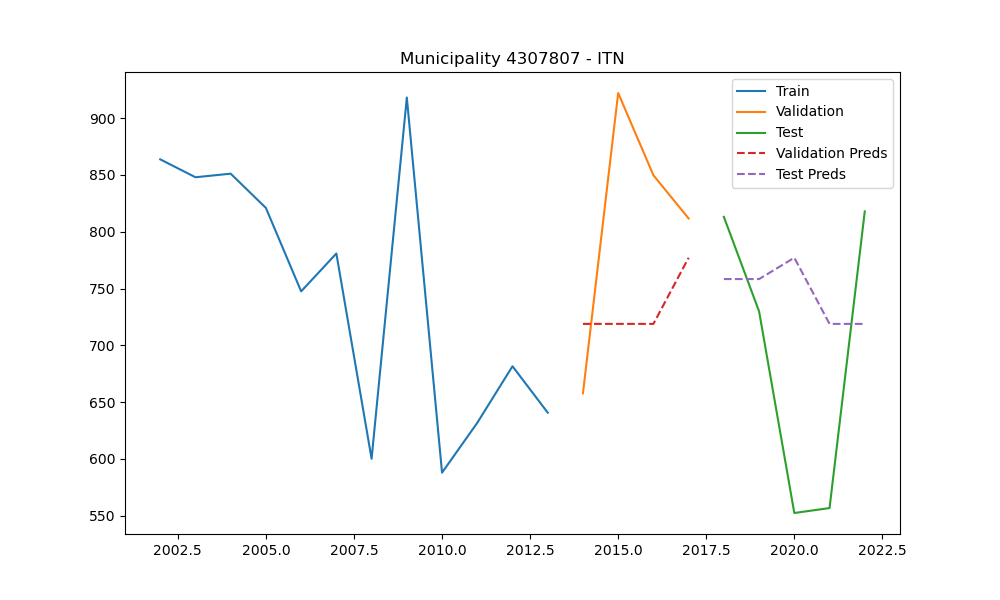 Municipality 4307807 - ITN
Train
Validation
Test
Validation Preds
Test Preds
900
850
800
750
700
650
600
550
2002.5 2005.0 2007.5 2010.0 2012.5 2015.0 2017.5 2020.0 2022.5